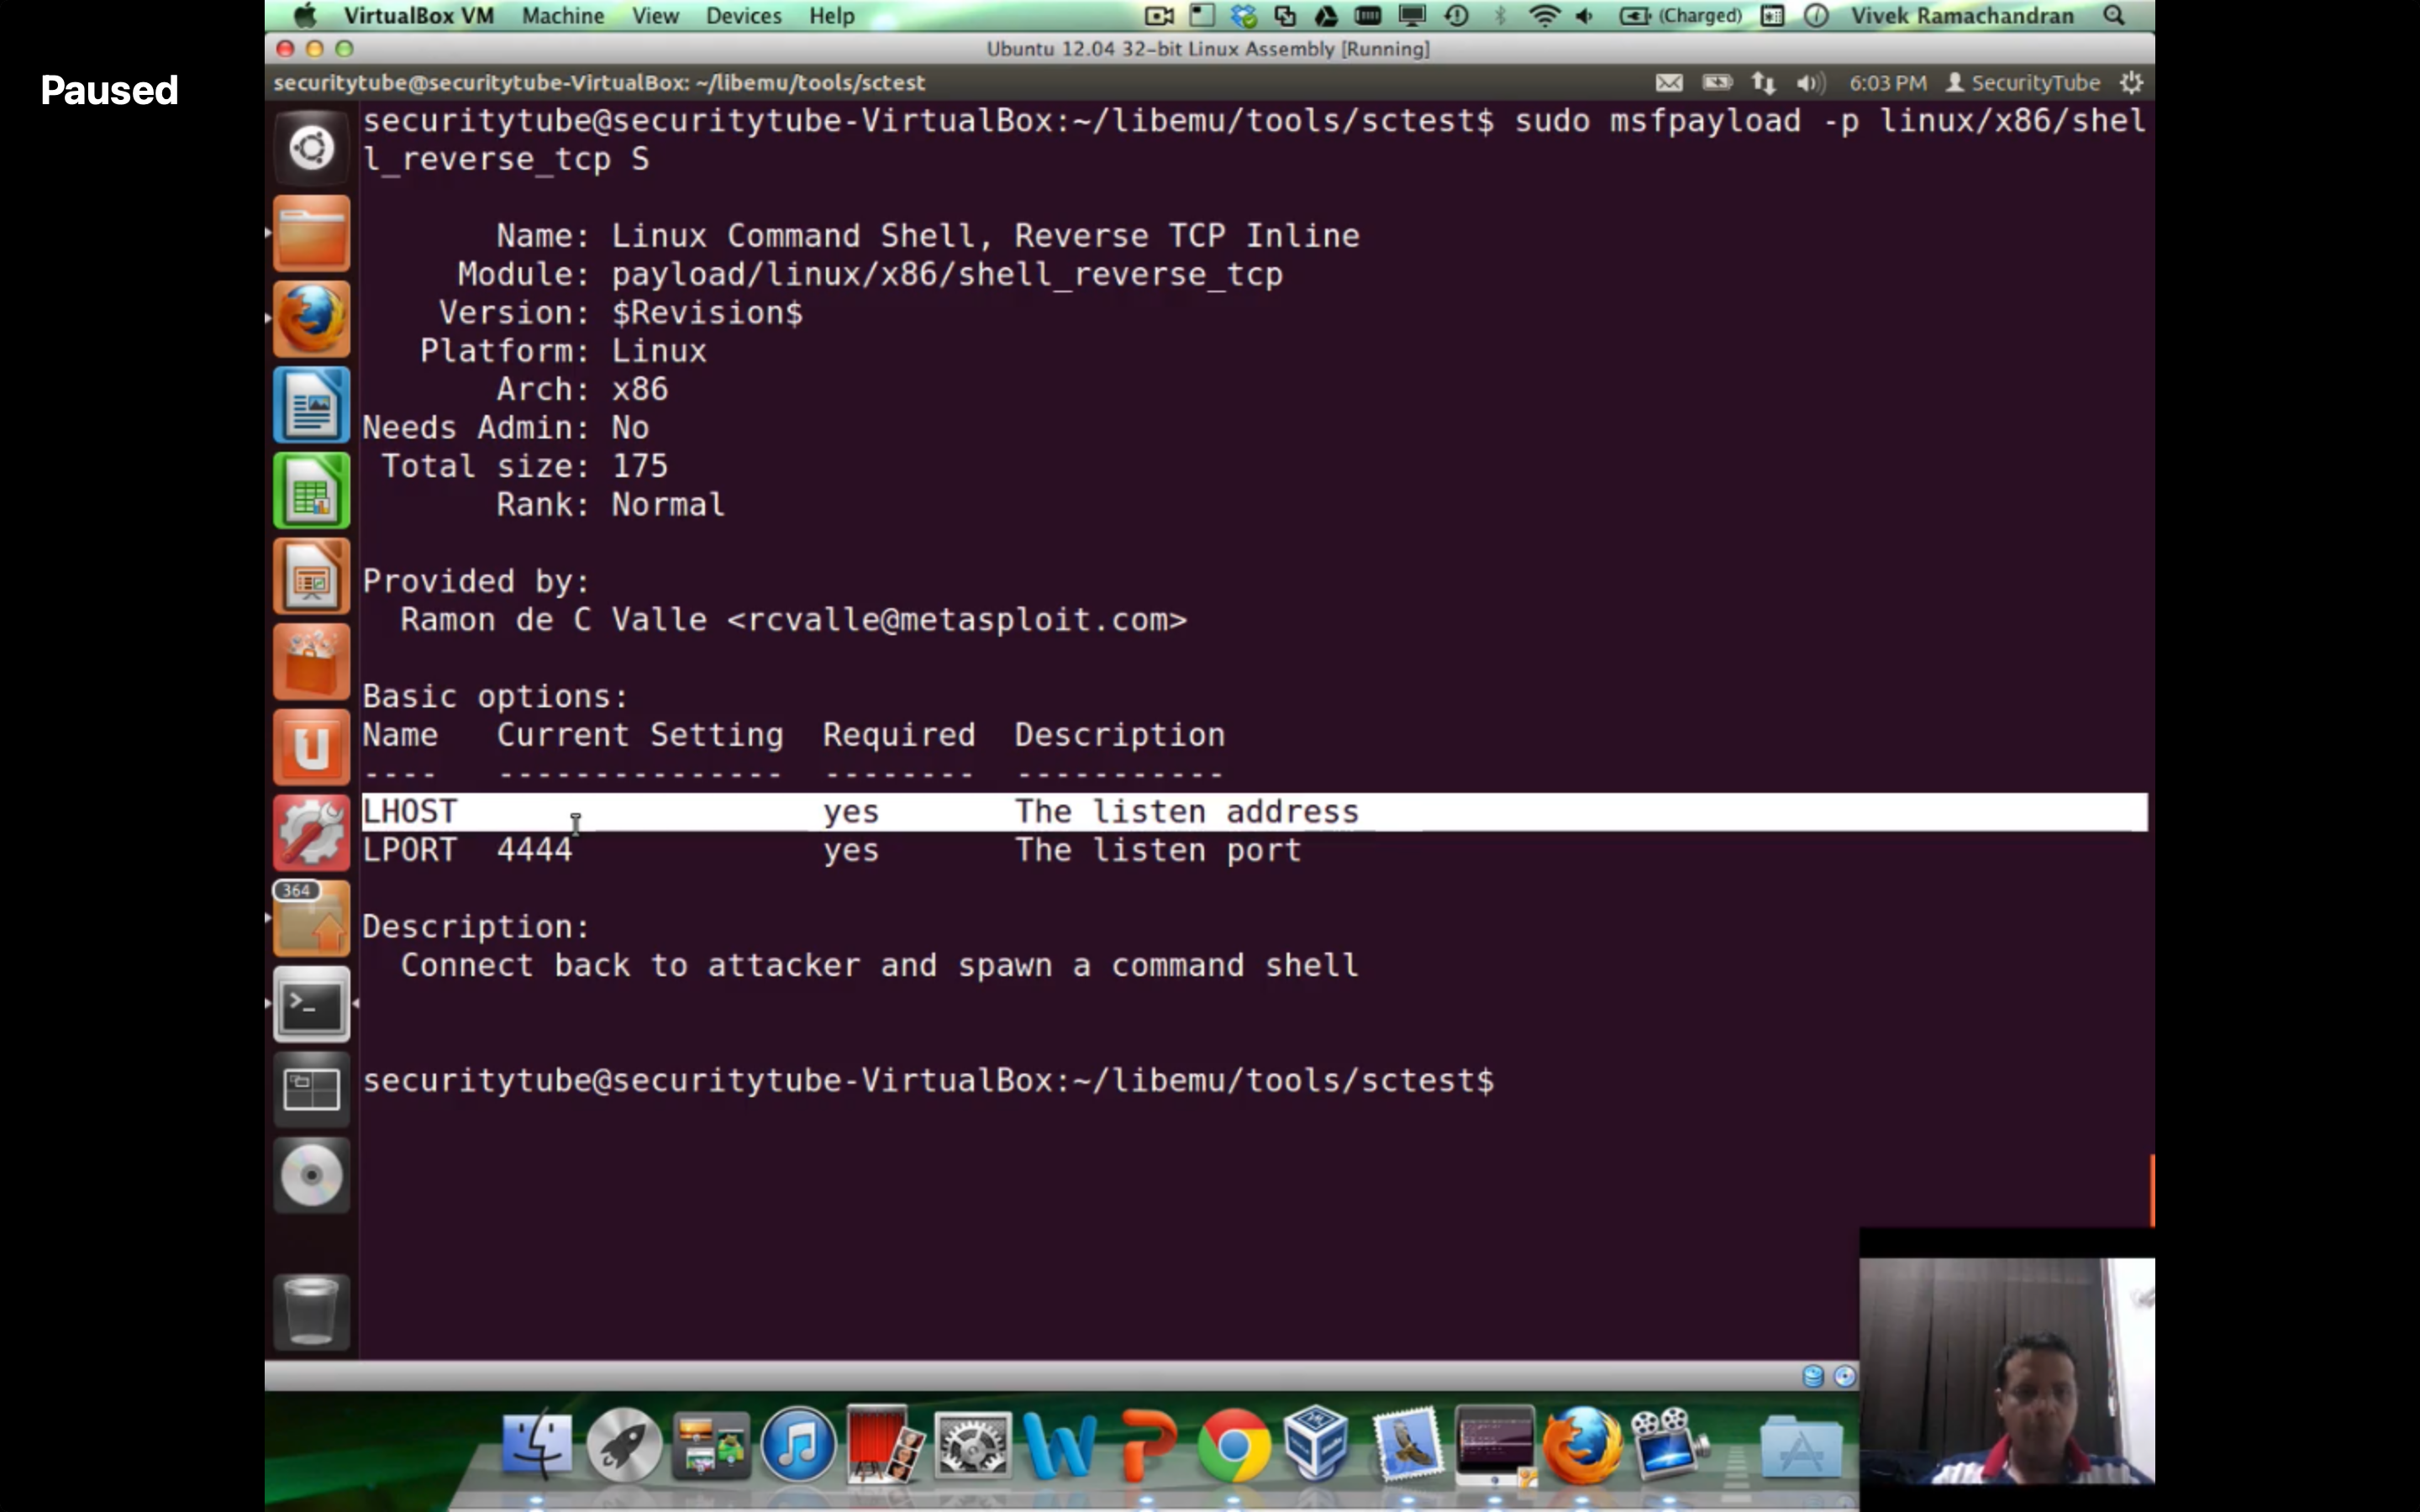 VirtualBox VM Machine View Devices Help (Charged) Vivek Ramachandran
Ubuntu 12.04 32-bit Linux Assembly [Running]
Paused
securitytube@securitytube-VirtualBox: ~/libemu/tools/sctest 6:03 PM SecurityTube
securitytube@securitytube-VirtualBox:~/libemu/tools/sctest$ sudo msfpayload -p linux/x86/shel
l_reverse_tcp S
Name: Linux Command Shell, Reverse TCP Inline
Module: payload/linux/x86/shell_reverse_tcp
Version: $Revision$
Platform: Linux
Arch: x86
Needs Admin: No
Total size: 175
Rank: Normal
Provided by:
Ramon de C Valle <rcvalle@metasploit.com>
Basic options:
Name Current Setting Required Description
---- --------------- -------- -----------
LHOST yes The listen address
LPORT 4444 yes The listen port
364
Description:
Connect back to attacker and spawn a command shell
securitytube@securitytube-VirtualBox:~/libemu/tools/sctest$